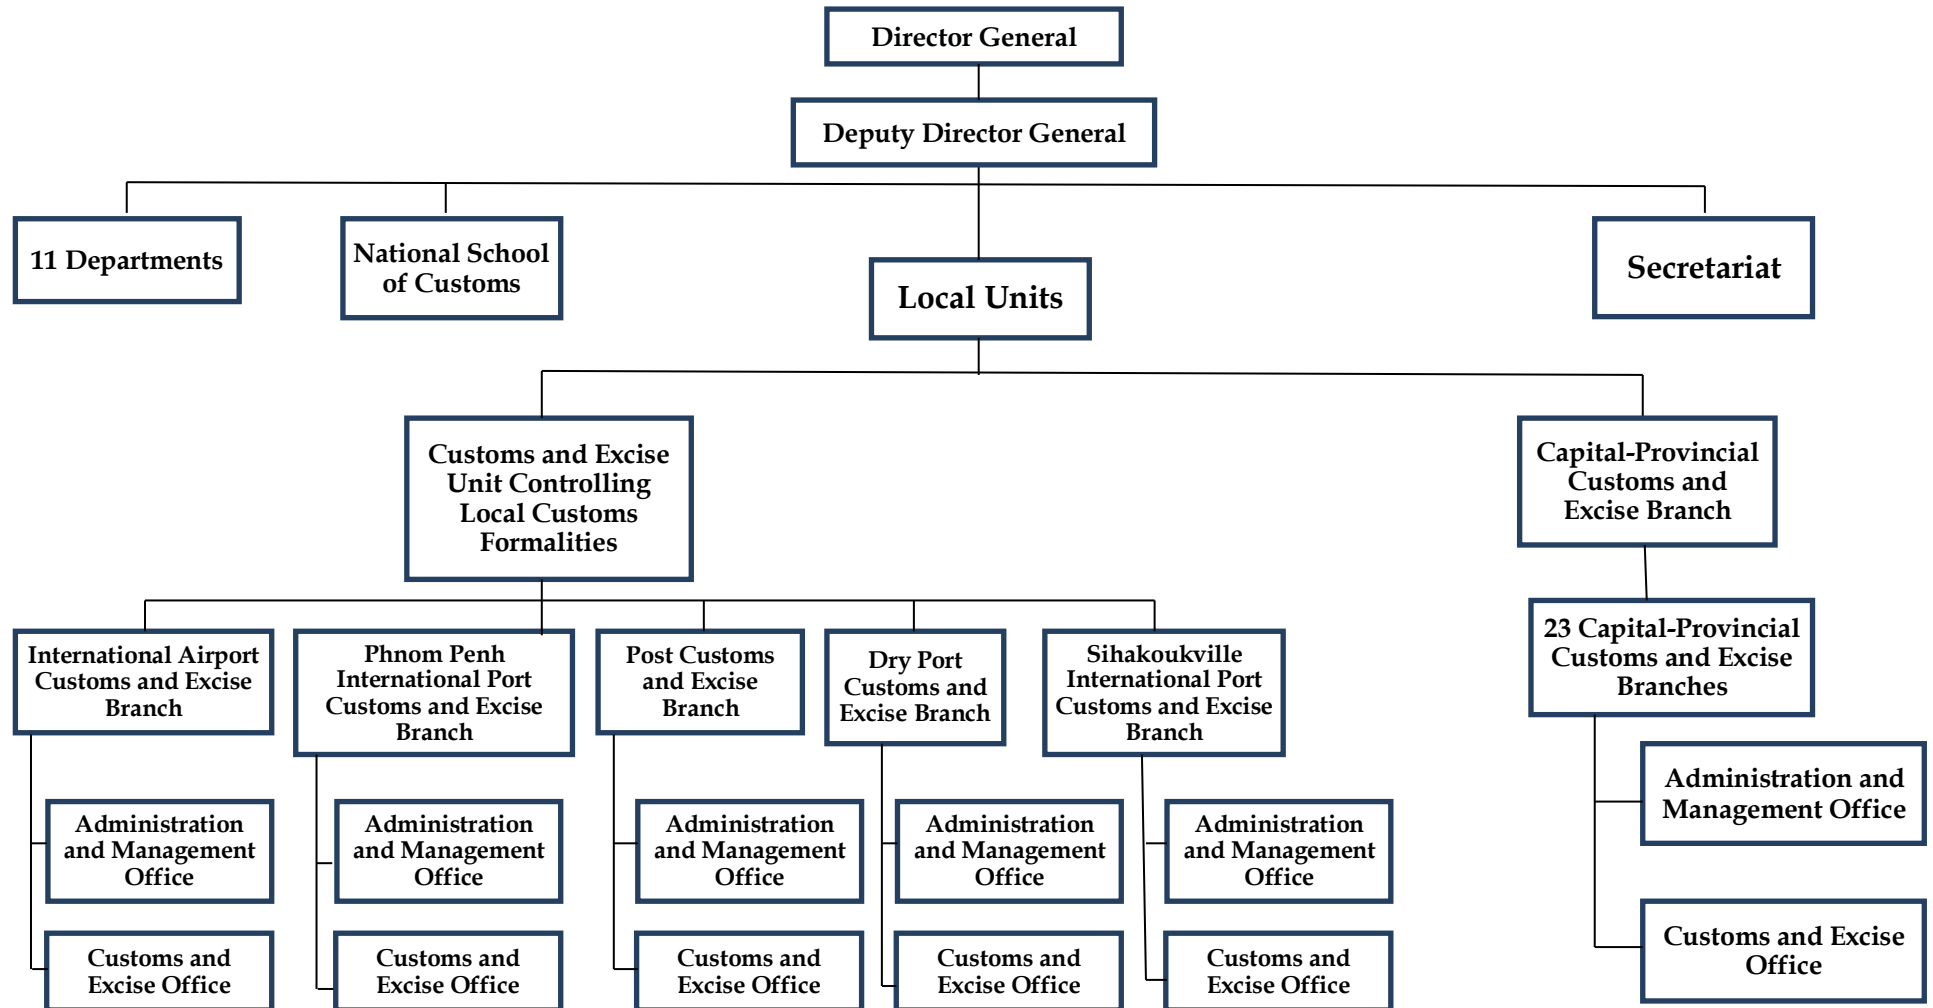 Director General
Deputy Director General
11 Departments
National School
of Customs
Local Units
Secretariat
Customs and Excise
Unit Controlling
Local Customs
Formalities
Capital-Provincial
Customs and
Excise Branch
International Airport
Customs and Excise
Branch
Phnom Penh
International Port
Customs and Excise
Branch
Post Customs
and Excise
Branch
Dry Port
Customs and
Excise Branch
Sihakoukville
International Port
Customs and Excise
Branch
23 Capital-Provincial
Customs and Excise
Branches
Administration
and Management
Office
Administration
and Management
Office
Administration
and Management
Office
Administration
and Management
Office
Administration
and Management
Office
Administration and
Management Office
Customs and
Excise Office
Customs and
Excise Office
Customs and
Excise Office
Customs and
Excise Office
Customs and
Excise Office
Customs and Excise
Office